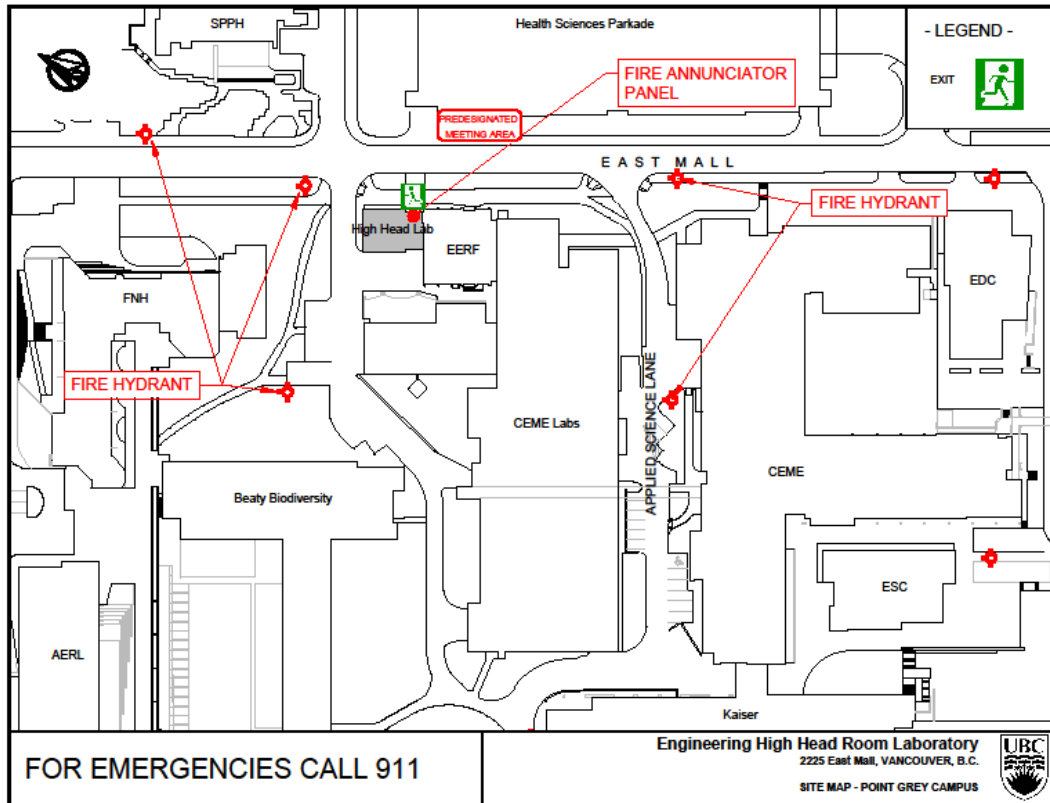 SPPH
Health Sciences Parkade
- LEGEND -
EXIT
FIRE ANNUNCIATOR
PANEL
PREDESIGNATED
MEETING AREA
EAST MALL
FIRE HYDRANT
High Head Lab
EERF
EDC
FNH
FIRE HYDRANT
APPLIED SCIENCE LANE
CEME Labs
CEME
Beaty Biodiversity
ESC
AERL
Kaiser
FOR EMERGENCIES CALL 911
Engineering High Head Room Laboratory
2225 East Mall, VANCOUVER, B.C.
SITE MAP - POINT GREY CAMPUS
UBC